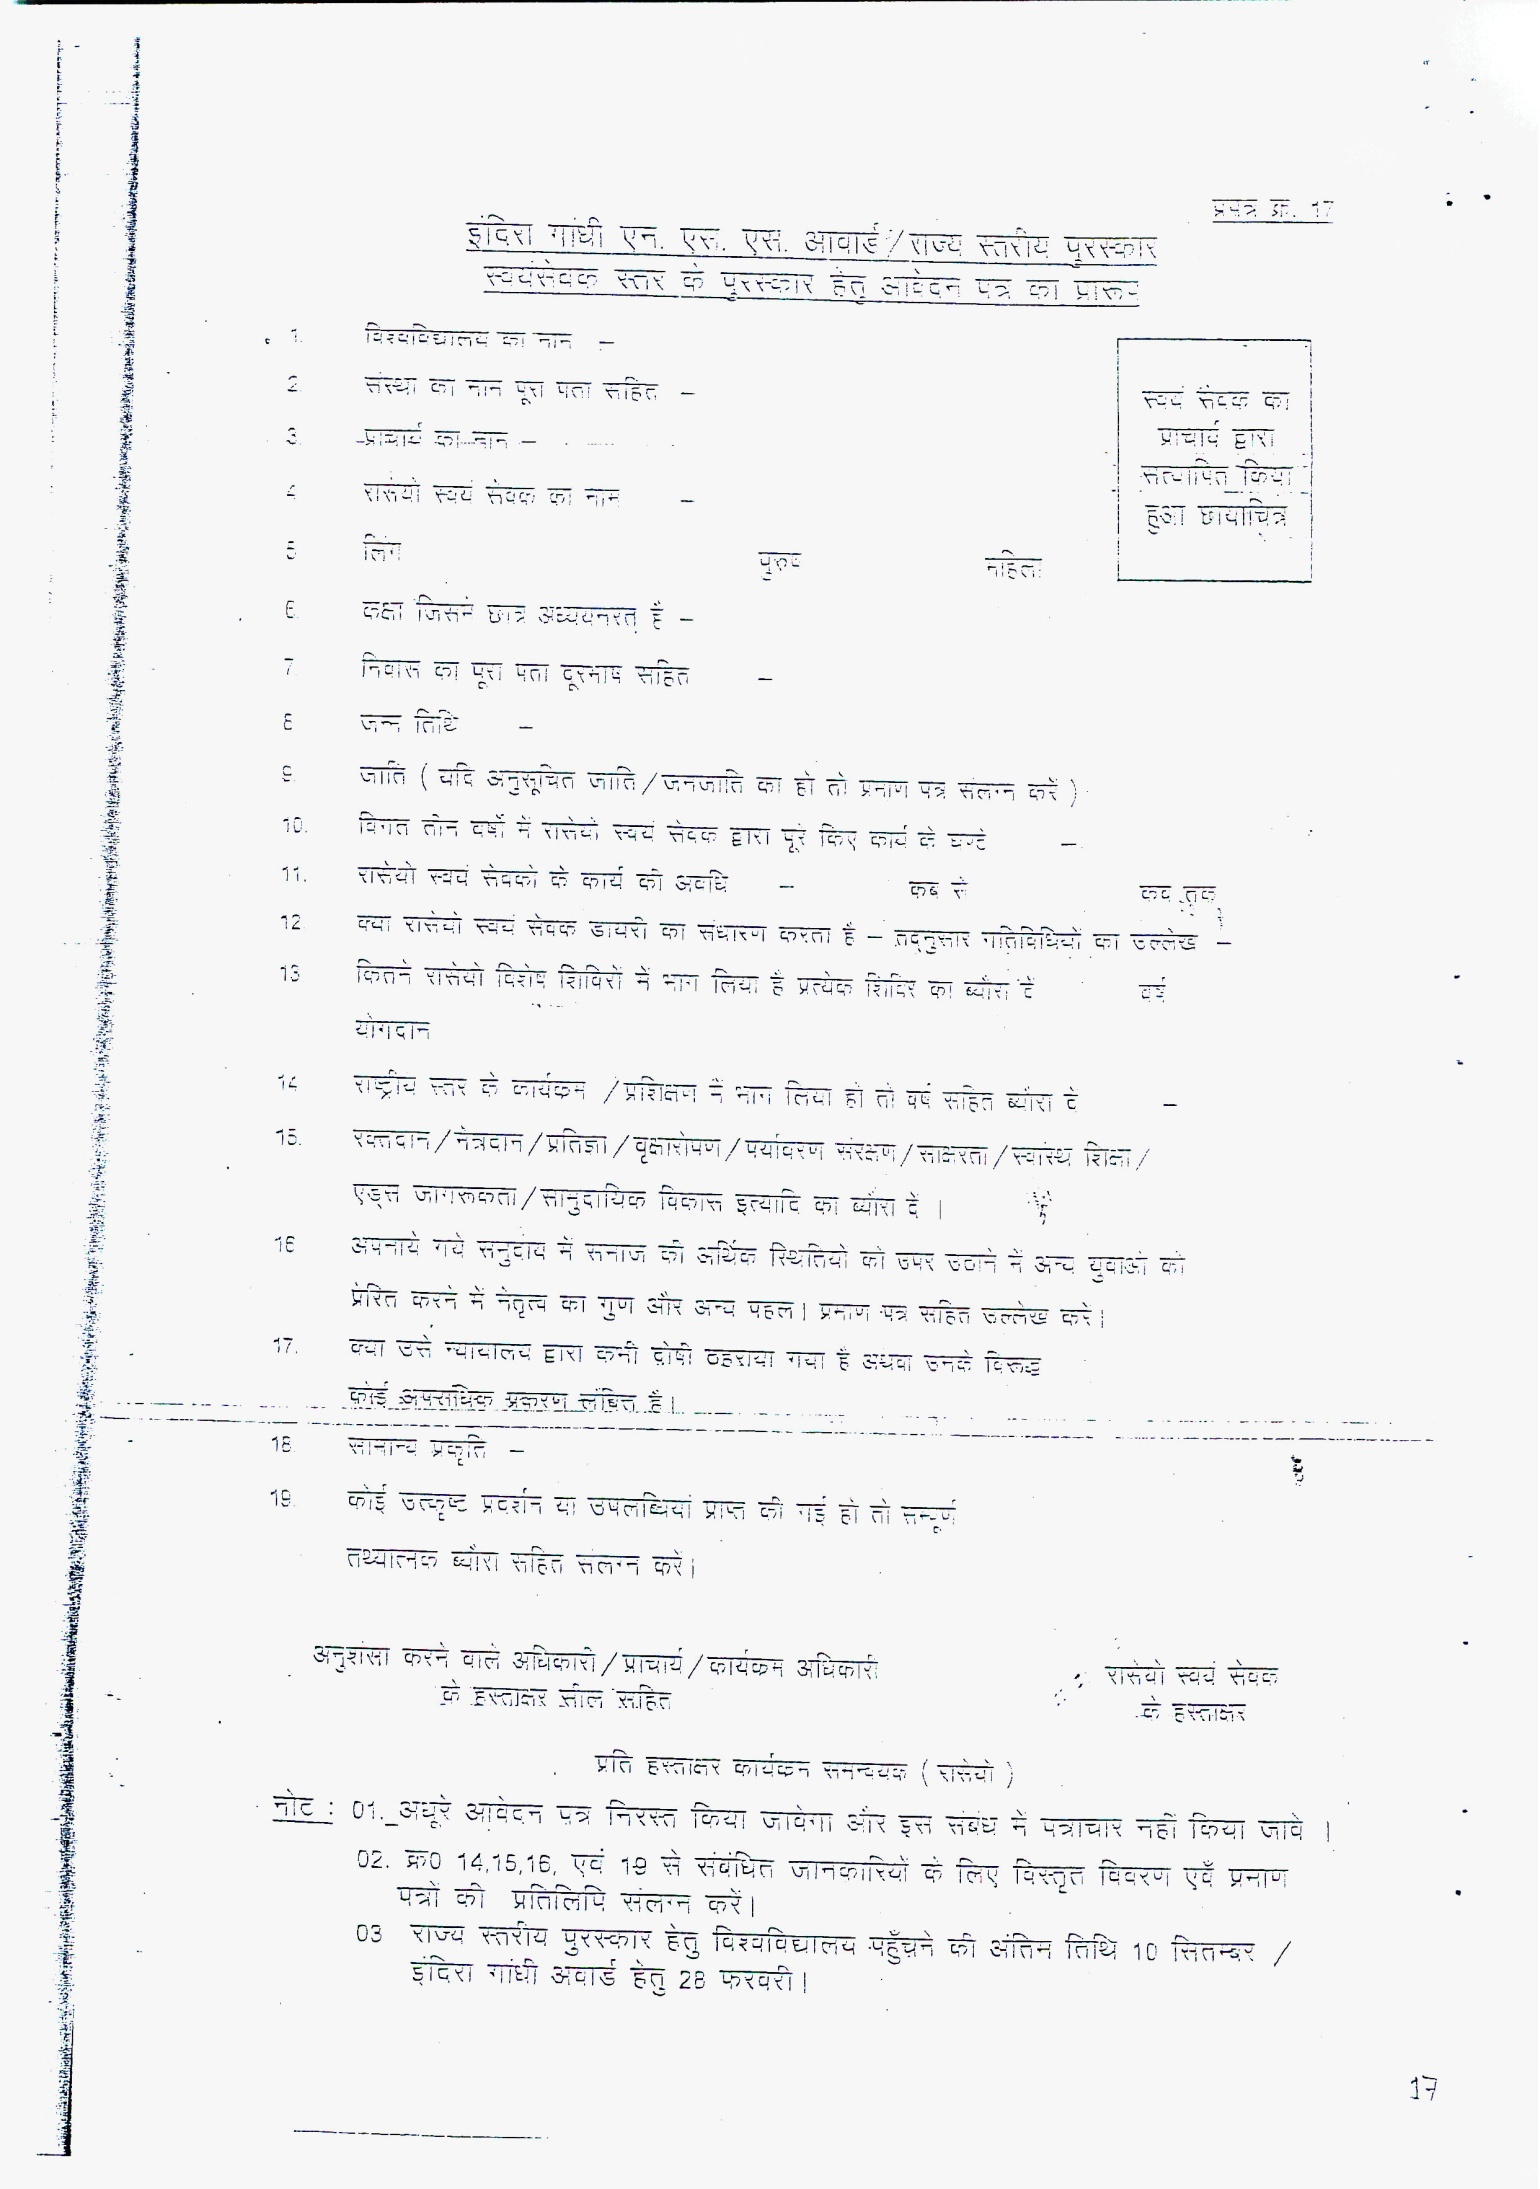 प्रपत्र क्र. 17
इंदिरा गांधी एन. एस. एस. आवार्ड / राज्य स्तरीय पुरस्कार
स्वयंसेवक स्तर के पुरस्कार हेतु आवेदन पत्र का प्रारूप
1. विश्वविद्यालय का नाम –
2. संस्था का नाम पूरा पता सहित –
3. प्राचार्य का नाम –
4 रासेयो स्वयं सेवक का नाम –
स्वयं सेवक का
प्राचार्य द्वारा
सत्यापित किया
हुआ छायाचित्र
5 लिंग पुरुष महिला
6. कक्षा जिसमें छात्र अध्ययनरत् है –
7. निवास का पूरा पता दूरभाष सहित –
8 जन्म तिथि –
9. जाति ( यदि अनुसूचित जाति / जनजाति का हो तो प्रमाण पत्र संलग्न करें )
10. विगत तीन वर्षों में रासेयो स्वयं सेवक द्वारा पूरे किए कार्य के घण्टे –
11. रासेयो स्वयं सेवको के कार्य की अवधि – कब से कब तक
12 क्या रासेयो स्वयं सेवक डायरी का संधारण करता है – तद्नुसार गतिविधियों का उल्लेख –
13 कितने रासेयो विशेष शिविरों में भाग लिया है प्रत्येक शिविर का ब्यौरा दें वर्ष
योगदान
14 राष्ट्रीय स्तर के कार्यकम / प्रशिक्षण में भाग लिया हो तो वर्ष सहित ब्यौरा दे –
15. रक्तदान / नेत्रदान / प्रतिज्ञा / वृक्षारोपण / पर्यावरण संरक्षण / साक्षरता / स्वास्थ शिक्षा /
एड्स जागरूकता / सामुदायिक विकास इत्यादि का ब्यौरा दें ।
16 अपनाये गये समुदाय में समाज की आर्थिक स्थितियो को उपर उठाने में अन्य युवाओं को
प्रेरित करने में नेतृत्व का गुण और अन्य पहल । प्रमाण पत्र सहित उल्लेख करें ।
17. क्या उसे न्यायालय द्वारा कभी दोषी ठहराया गया है अथवा उनके विरूद्ध
कोई अपराधिक प्रकरण लंबित है ।
18. सामान्य प्रकृति –
19. कोई उत्कृष्ट प्रदर्शन या उपलब्धियां प्राप्त की गई हो तो सम्पूर्ण
तथ्यात्मक ब्यौरा सहित संलग्न करें ।
अनुशंसा करने वाले अधिकारी / प्राचार्य / कार्यकम अधिकारी
के हस्ताक्षर सील सहित
रासेयो स्वयं सेवक
के हस्ताक्षर
प्रति हस्ताक्षर कार्यकम समन्वयक ( रासेयो )
नोट : 01. अधूरे आवेदन पत्र निरस्त किया जावेगा और इस संबंध में पत्राचार नहीं किया जावे ।
02. क्र0 14,15,16, एवं 19 से संबंधित जानकारियों के लिए विस्तृत विवरण एवँ प्रमाण
पत्रों की प्रतिलिपि संलग्न करें ।
03 राज्य स्तरीय पुरस्कार हेतु विश्वविद्यालय पहुँचने की अंतिम तिथि 10 सितम्बर /
इंदिरा गांधी अवार्ड हेतु 28 फरवरी ।
17